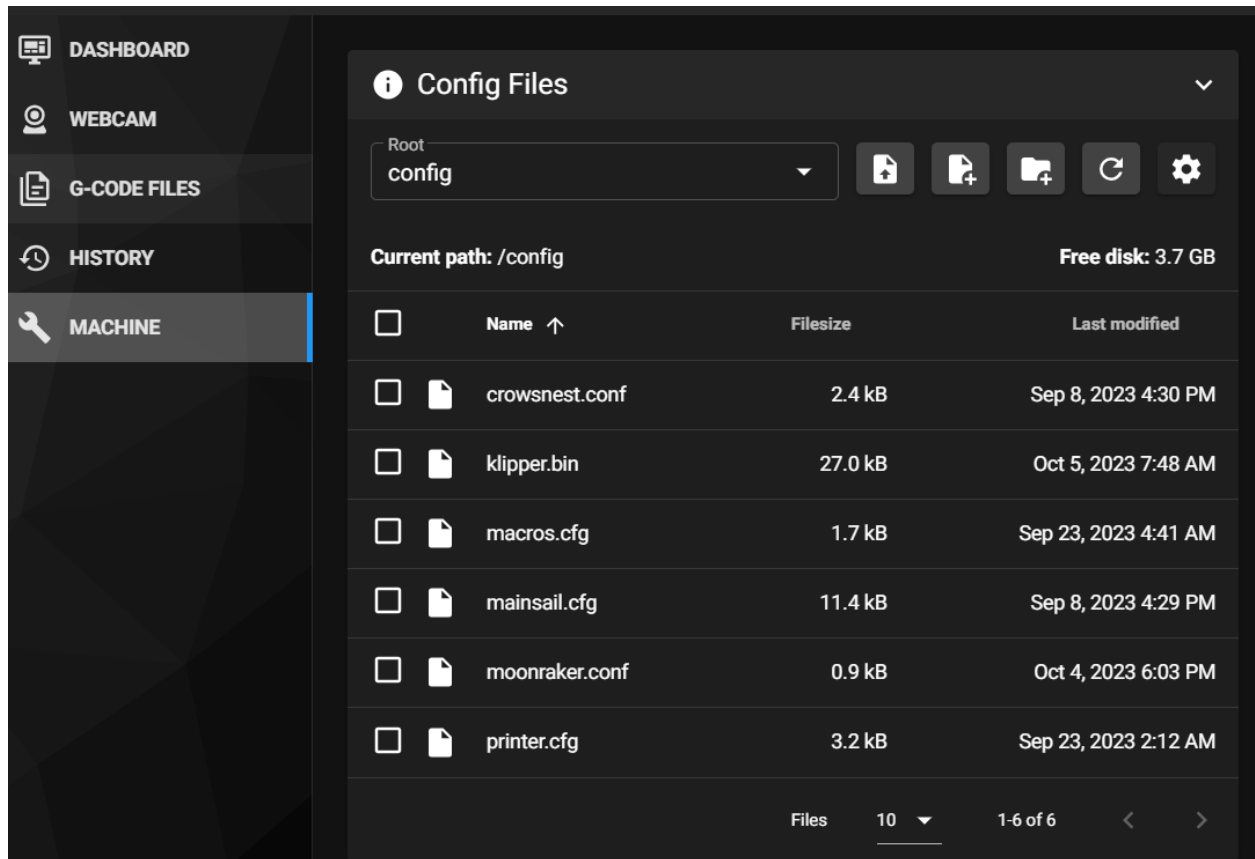 DASHBOARD
WEBCAM
G-CODE FILES
HISTORY
MACHINE
Config Files
Root
config
Current path: /config Free disk: 3.7 GB
Name Filesize Last modified
crowsnest.conf 2.4 kB Sep 8, 2023 4:30 PM
klipper.bin 27.0 kB Oct 5, 2023 7:48 AM
macros.cfg 1.7 kB Sep 23, 2023 4:41 AM
mainsail.cfg 11.4 kB Sep 8, 2023 4:29 PM
moonraker.conf 0.9 kB Oct 4, 2023 6:03 PM
printer.cfg 3.2 kB Sep 23, 2023 2:12 AM
Files 10 1-6 of 6